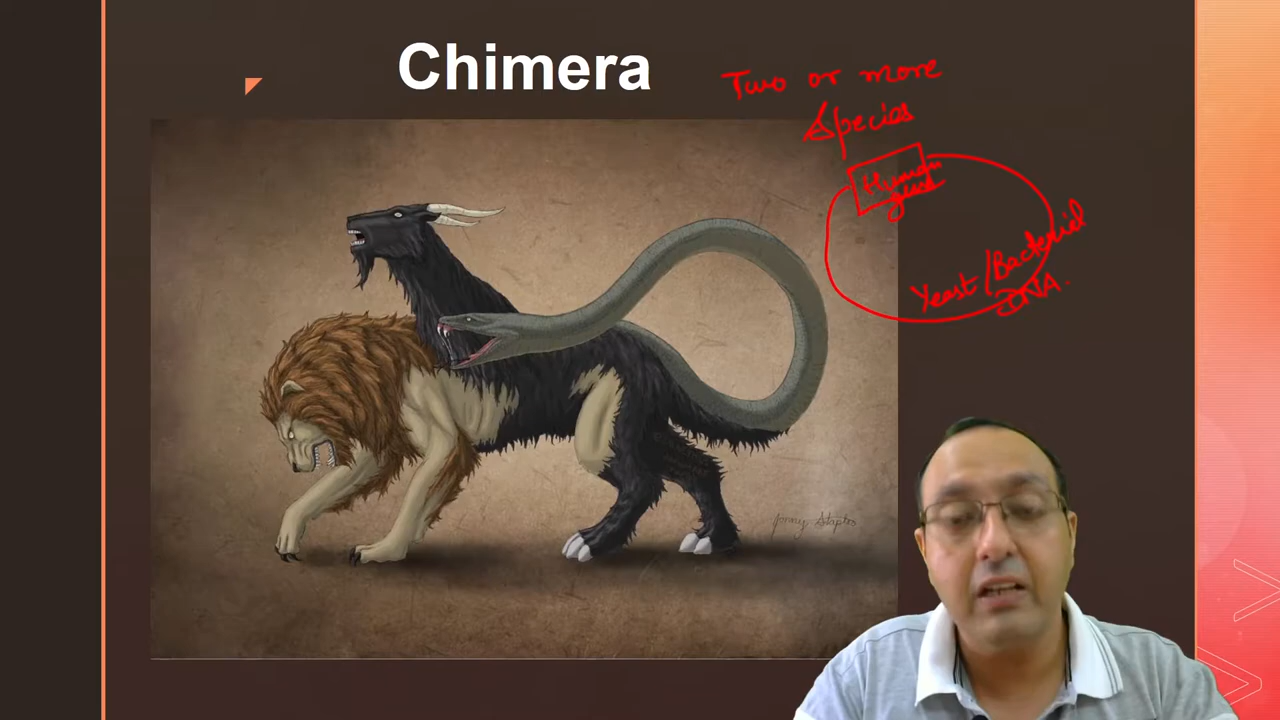 Chimera
Two or more
Species
Human
gene
Yeast/Bacterial
DNA.